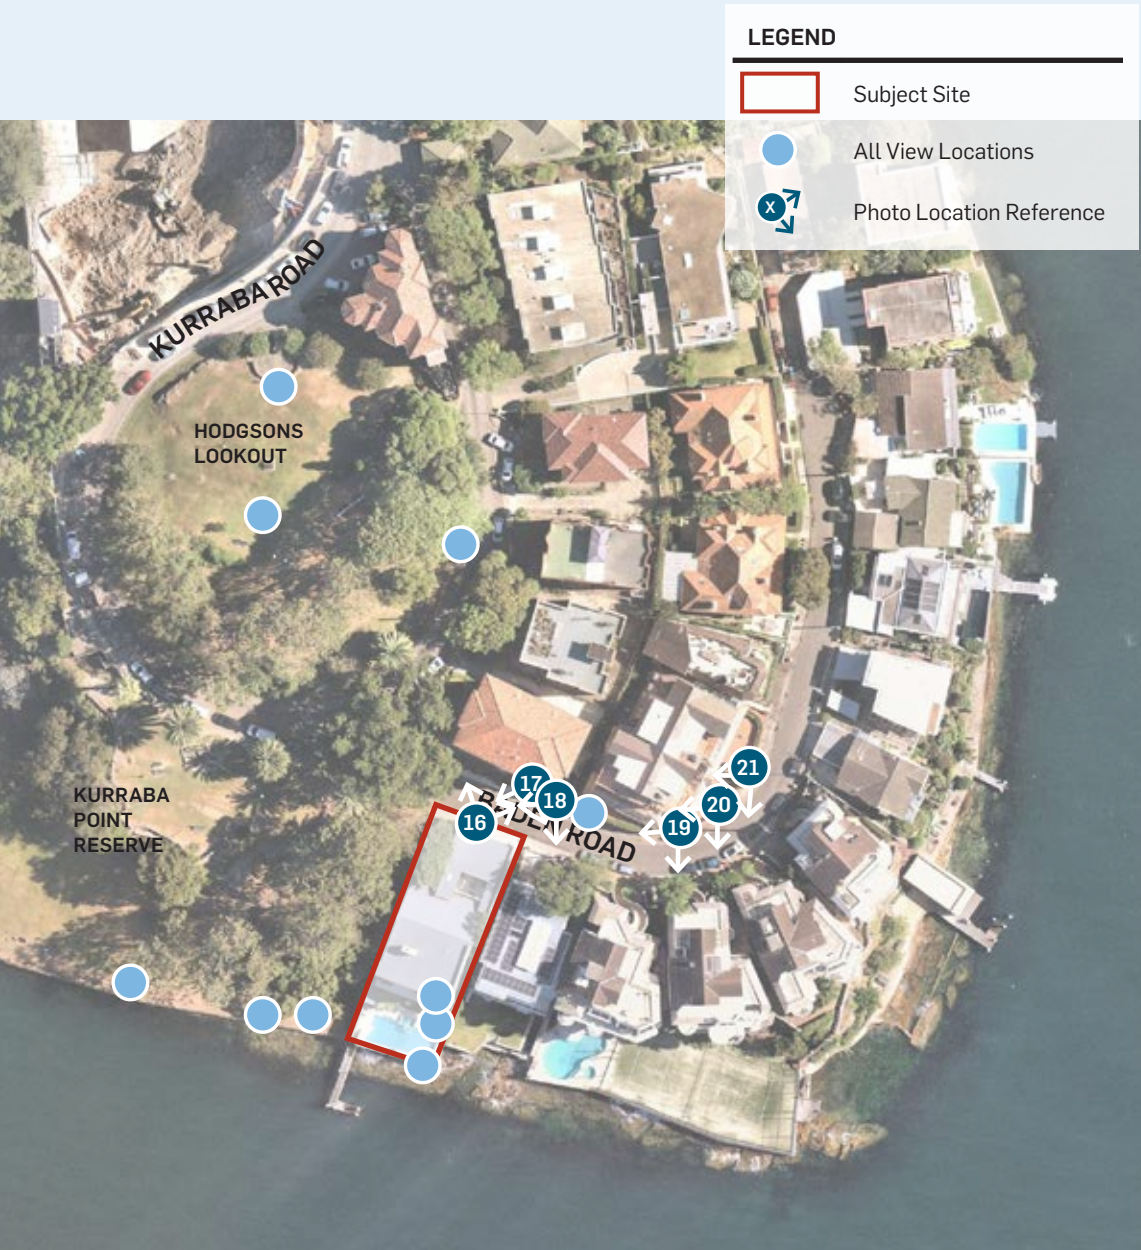 LEGEND
Subject Site
All View Locations
X
Photo Location Reference
KURRABA ROAD
HODGSONS
LOOKOUT
KURRABA
POINT
RESERVE
17
18
16
BADEN ROAD
21
20
19